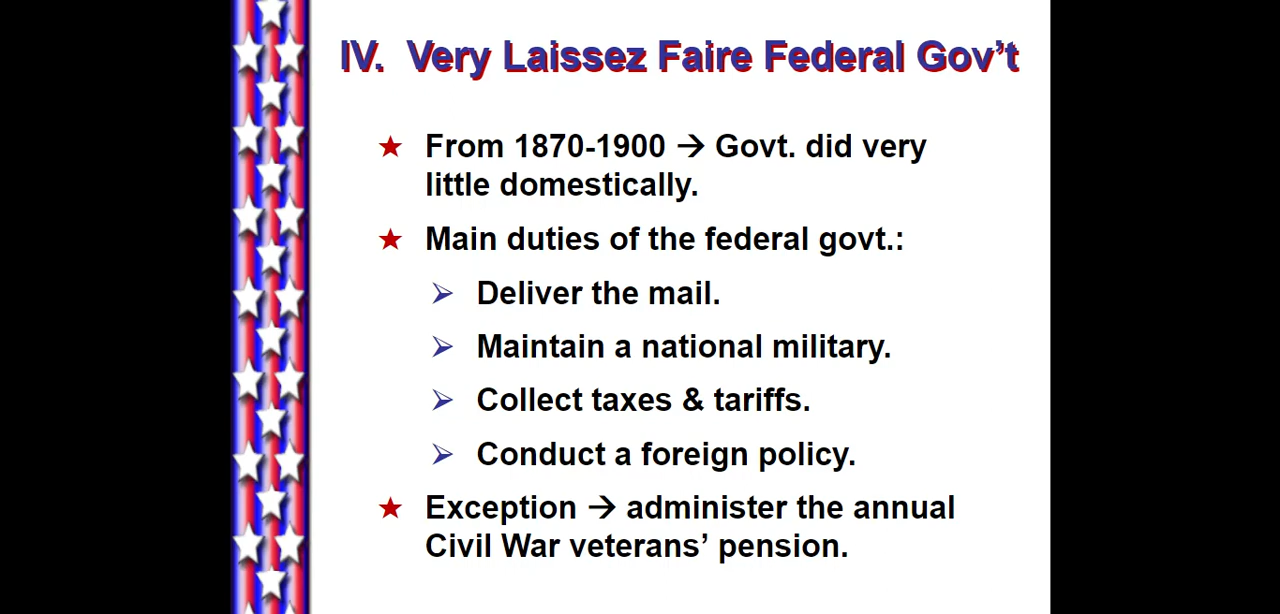 IV. Very Laissez Faire Federal Gov’t
From 1870-1900 → Govt. did very
little domestically.
Main duties of the federal govt.:
Deliver the mail.
Maintain a national military.
Collect taxes & tariffs.
Conduct a foreign policy.
Exception → administer the annual
Civil War veterans’ pension.